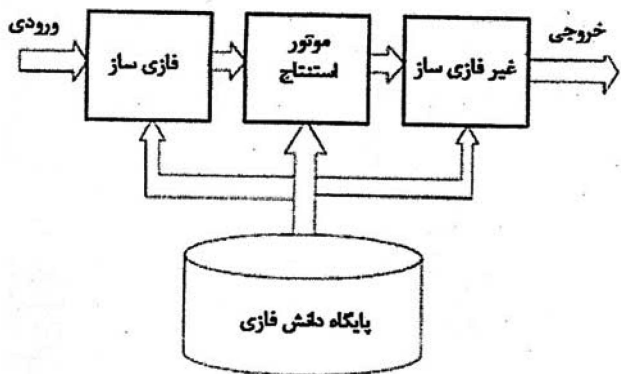 ورودی
فازی ساز
موتور
استنتاج
غیر فازی ساز
خروجی
پایگاه دانش فازی